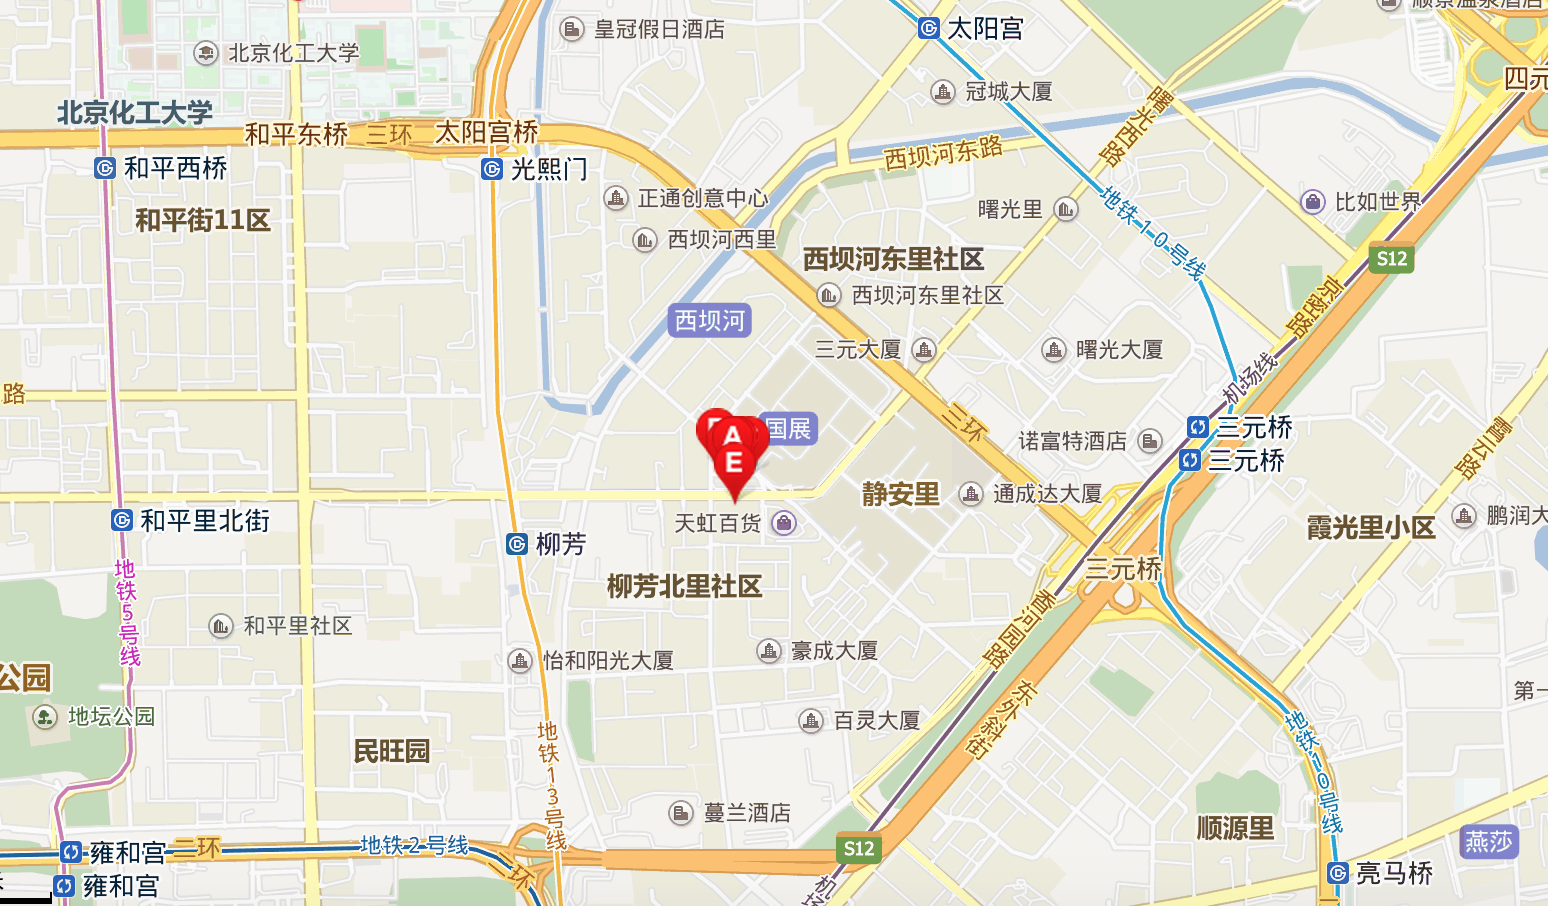 皇冠假日酒店
太阳宫
顺景温泉酒店
北京化工大学
四元
冠城大厦
北京化工大学
和平东桥
三环
太阳宫桥
曙光西路
西坝河东路
和平西桥
光熙门
正通创意中心
地铁10号线
比如世界
曙光里
和平街11区
西坝河西里
西坝河东里社区
S12
西坝河东里社区
京密路
西坝河
三元大厦
曙光大厦
机场线
路
三环
国展
A
E
三元桥
诺富特酒店
三元桥
霞云路
静安里
通成达大厦
天虹百货
和平里北街
鹏润大
霞光里小区
柳芳
三元桥
地铁5号线
柳芳北里社区
香河园路
和平里社区
豪成大厦
怡和阳光大厦
公园
东外斜街
第一
地坛公园
百灵大厦
地铁13号线
地铁10号线
民旺园
蔓兰酒店
顺源里
燕莎
地铁2号线
S12
雍和宫
二环
二环
亮马桥
雍和宫
机场